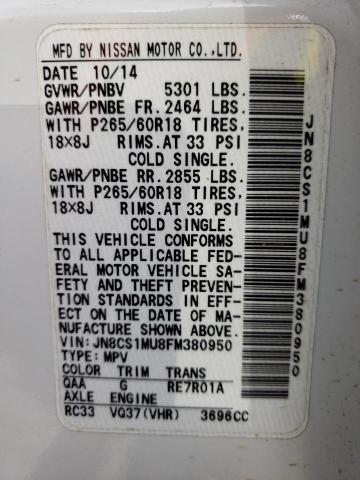 MFD BY NISSAN MOTOR CO.,LTD.
DATE 10/14
GVWR/PNBV 5301 LBS.
GAWR/PNBE FR. 2464 LBS.
WITH P265/60R18 TIRES,
18X8J RIMS.AT 33 PSI
COLD SINGLE.
GAWR/PNBE RR. 2855 LBS.
WITH P265/60R18 TIRES,
18X8J RIMS.AT 33 PSI
COLD SINGLE.
THIS VEHICLE CONFORMS
TO ALL APPLICABLE FED-
ERAL MOTOR VEHICLE SA-
FETY AND THEFT PREVEN-
TION STANDARDS IN EFF-
ECT ON THE DATE OF MA-
NUFACTURE SHOWN ABOVE.
VIN:JN8CS1MU8FM380950
TYPE:MPV
COLOR TRIM TRANS
QAA G RE7R01A
AXLE ENGINE
RC33 VQ37(VHR) 3696CC
JN8CS1MU8FM380950